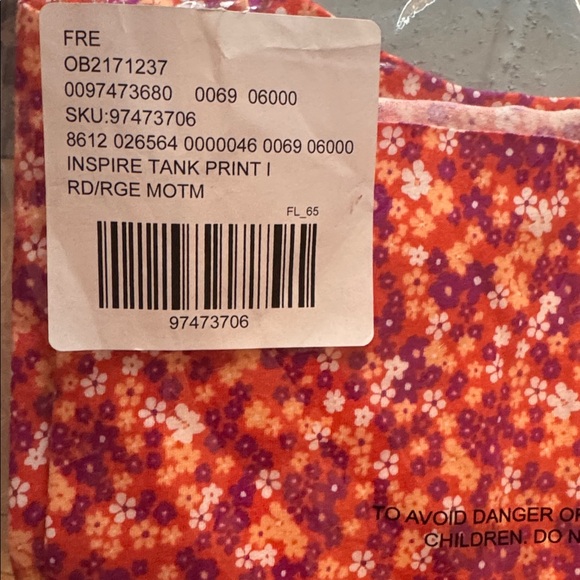 FRE
OB2171237
0097473680 0069 06000
SKU:97473706
8612 026564 0000046 0069 06000
INSPIRE TANK PRINT I
RD/RGE MOTM
FL_65
97473706
TO AVOID DANGER OF
CHILDREN. DO N